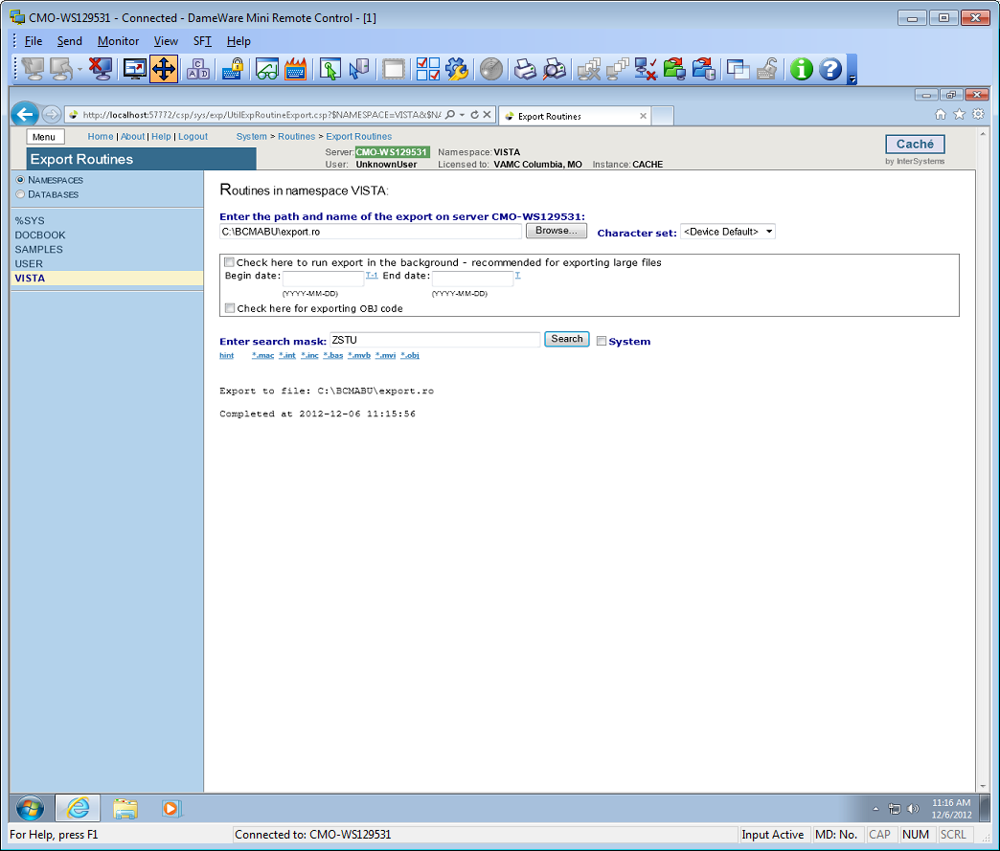 CMO-WS129531 - Connected - DameWare Mini Remote Control - [1]
File Send Monitor View SFT Help
http://localhost:57772/csp/sys/exp/UtilExpRoutineExport.csp?$NAMESPACE=VISTA&$NA
Export Routines
Menu
Home | About | Help | Logout
System > Routines > Export Routines
Export Routines
Server: CMO-WS129531 Namespace: VISTA
User: UnknownUser Licensed to: VAMC Columbia, MO Instance: CACHE
Caché
by InterSystems
Namespaces
Databases
%SYS
DOCBOOK
SAMPLES
USER
VISTA
Routines in namespace VISTA:
Enter the path and name of the export on server CMO-WS129531:
C:\BCMABU\export.ro Browse... Character set: <Device Default>
Check here to run export in the background - recommended for exporting large files
Begin date: T-1 End date: T
(YYYY-MM-DD) (YYYY-MM-DD)
Check here for exporting OBJ code
Enter search mask: ZSTU Search System
hint *.mac *.int *.inc *.bas *.mvb *.mvi *.obj
Export to file: C:\BCMABU\export.ro
Completed at 2012-12-06 11:15:56
11:16 AM
12/6/2012
For Help, press F1 Connected to: CMO-WS129531 Input Active MD: No. CAP NUM SCRL